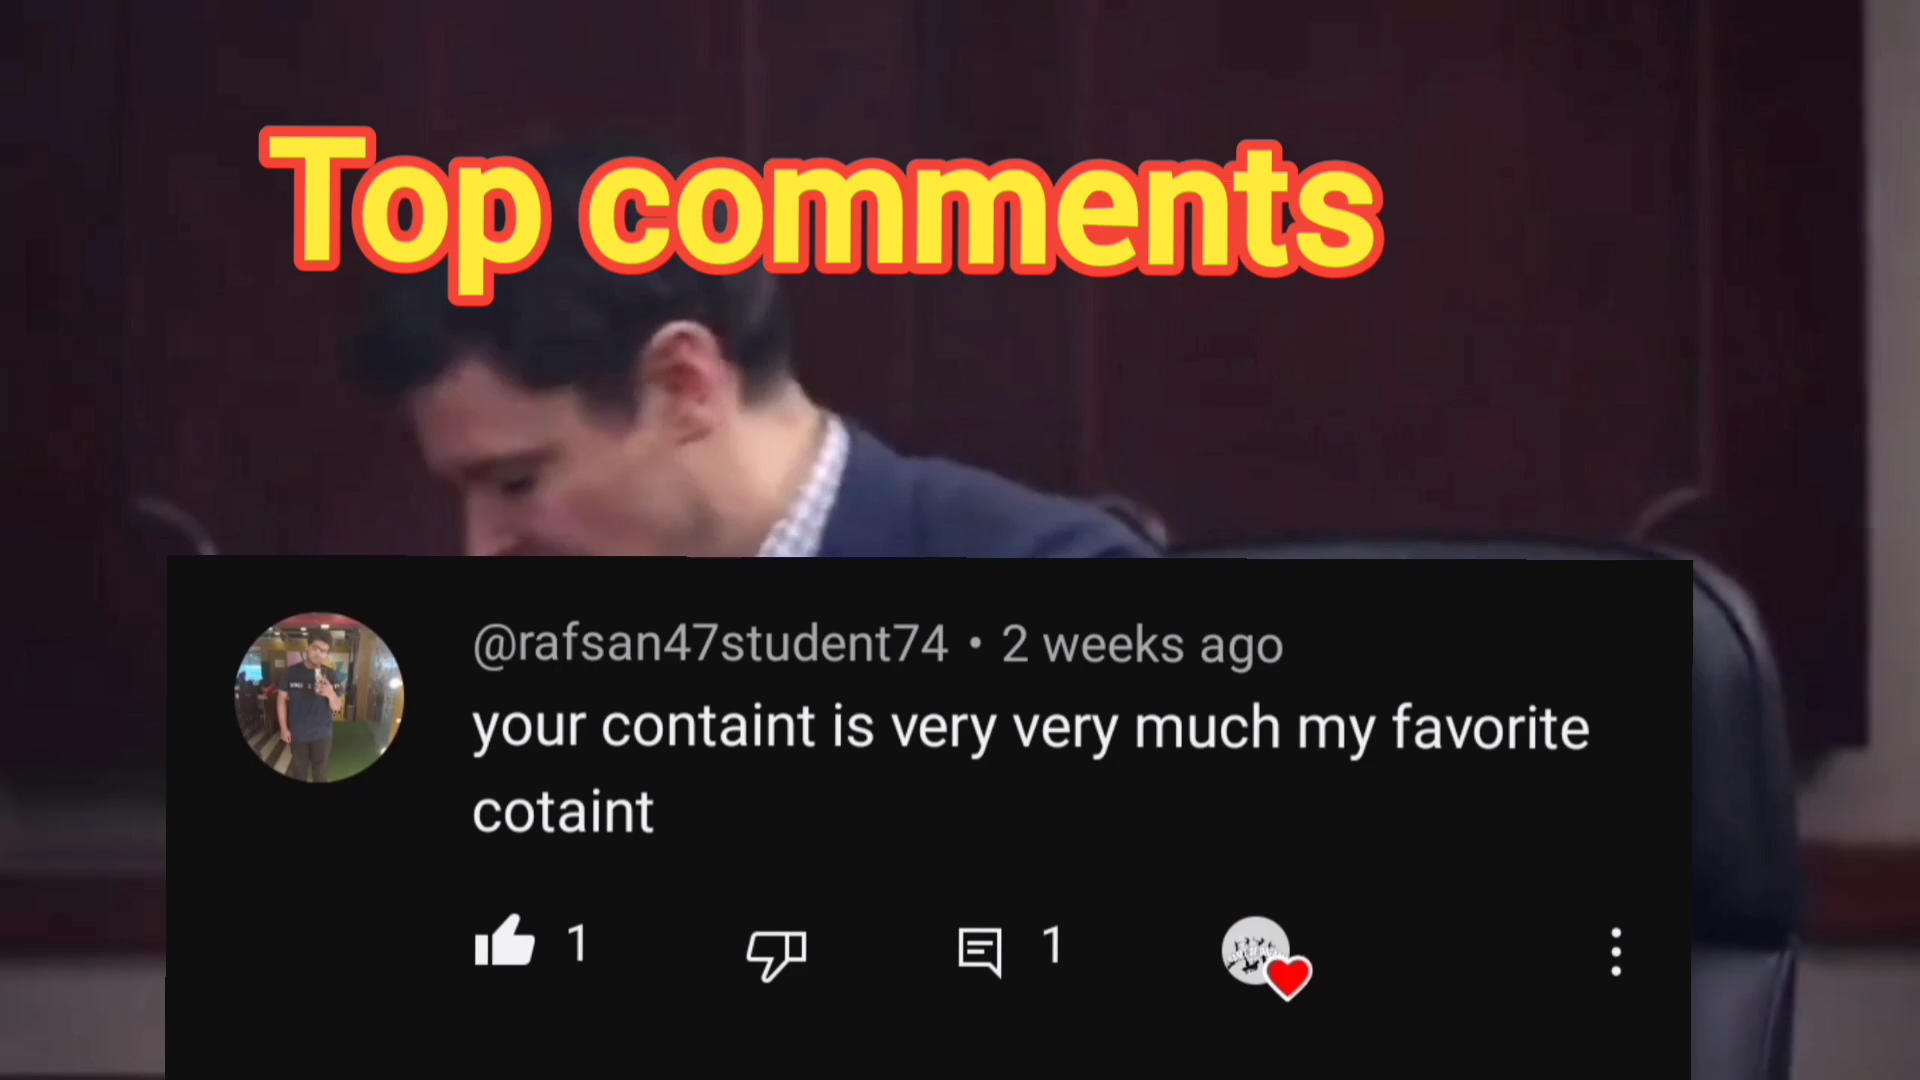 Top comments
@rafsan47student74 • 2 weeks ago
your containt is very very much my favorite
cotaint
1
1